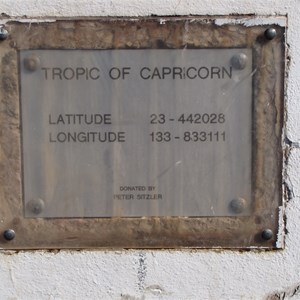 TROPIC OF CAPRICORN
LATITUDE 23-442028
LONGITUDE 133-833111
DONATED BY
PETER SITZLER